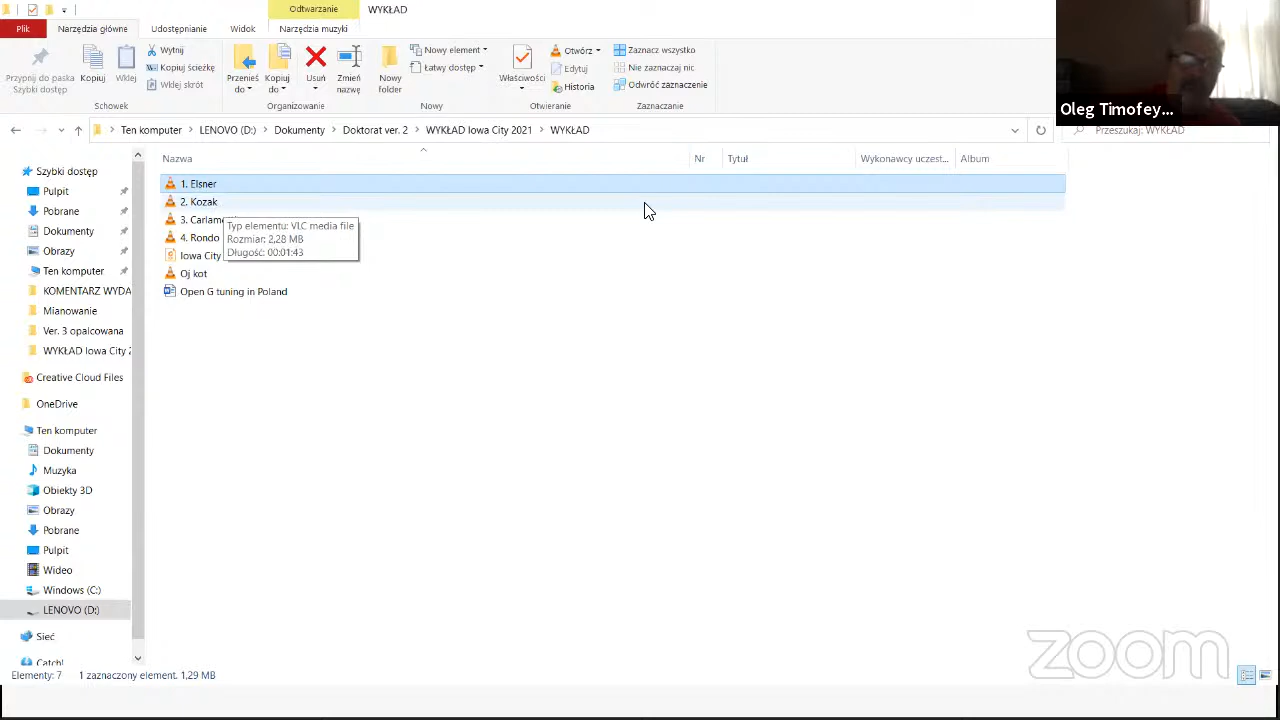 Odtwarzanie
WYKŁAD
Plik
Narzędzia główne
Udostępnianie
Widok
Narzędzia muzyki
Przypnij do paska
Szybki dostęp
Kopiuj
Wklej
Wytnij
Kopiuj ścieżkę
Wklej skrót
Schowek
Przenieś
do
Kopiuj
do
Usuń
Zmień
nazwę
Organizowanie
Nowy
folder
Nowy element
Łatwy dostęp
Nowy
Właściwości
Otwórz
Edytuj
Historia
Otwieranie
Zaznacz wszystko
Nie zaznaczaj nic
Odwróć zaznaczenie
Zaznaczanie
Oleg Timofey...
Ten komputer
LENOVO (D:)
Dokumenty
Doktorat ver. 2
WYKŁAD Iowa City 2021
WYKŁAD
Przeszukaj: WYKŁAD
Nazwa
Nr
Tytuł
Wykonawcy uczest...
Album
Szybki dostęp
Pulpit
Pobrane
Dokumenty
Obrazy
Ten komputer
KOMENTARZ WYDA
Mianowanie
Ver. 3 opalcowana
WYKŁAD Iowa City 2
Creative Cloud Files
OneDrive
Ten komputer
Dokumenty
Muzyka
Obiekty 3D
Obrazy
Pobrane
Pulpit
Wideo
Windows (C:)
LENOVO (D:)
Sieć
Catch!
1. Elsner
2. Kozak
3. Carlame
4. Rondo
Iowa City
Oj kot
Open G tuning in Poland
Typ elementu: VLC media file
Rozmiar: 2,28 MB
Długość: 00:01:43
zoom
Elementy: 7
1 zaznaczony element. 1,29 MB